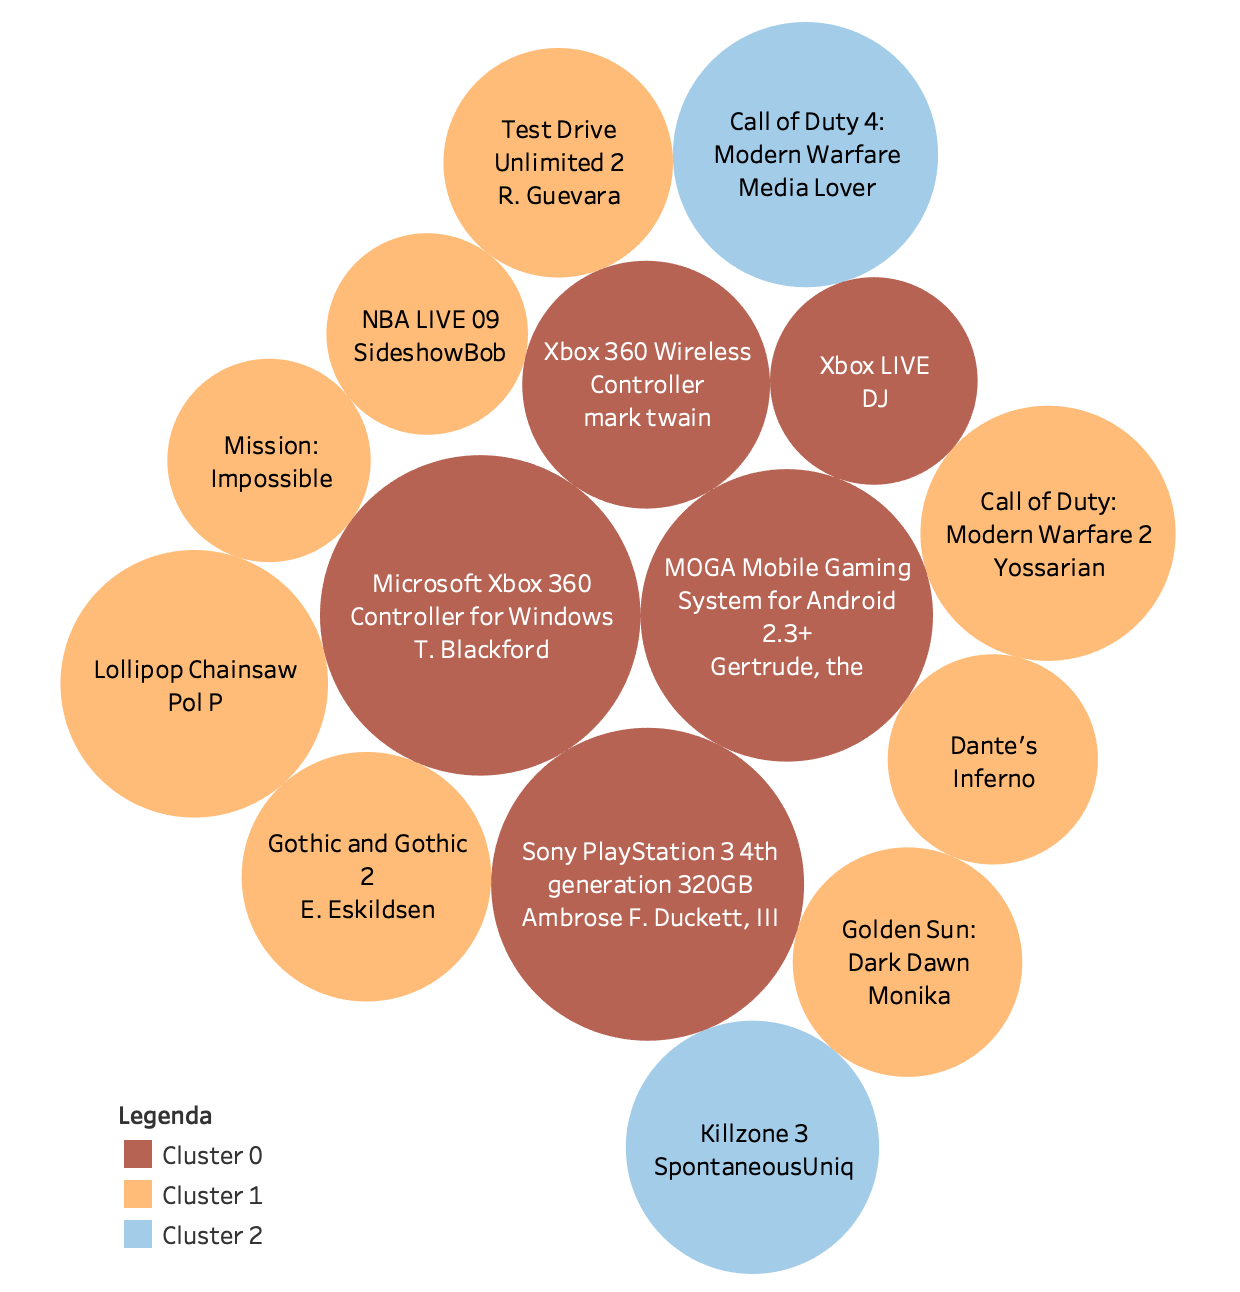 Test Drive
Unlimited 2
R. Guevara
Call of Duty 4:
Modern Warfare
Media Lover
NBA LIVE 09
SideshowBob
Xbox 360 Wireless
Controller
mark twain
Xbox LIVE
DJ
Mission:
Impossible
Call of Duty:
Modern Warfare 2
Yossarian
Microsoft Xbox 360
Controller for Windows
T. Blackford
MOGA Mobile Gaming
System for Android
2.3+
Gertrude, the
Lollipop Chainsaw
Pol P
Dante’s
Inferno
Gothic and Gothic
2
E. Eskildsen
Sony PlayStation 3 4th
generation 320GB
Ambrose F. Duckett, III
Golden Sun:
Dark Dawn
Monika
Killzone 3
SpontaneousUniq
Legenda
Cluster 0
Cluster 1
Cluster 2